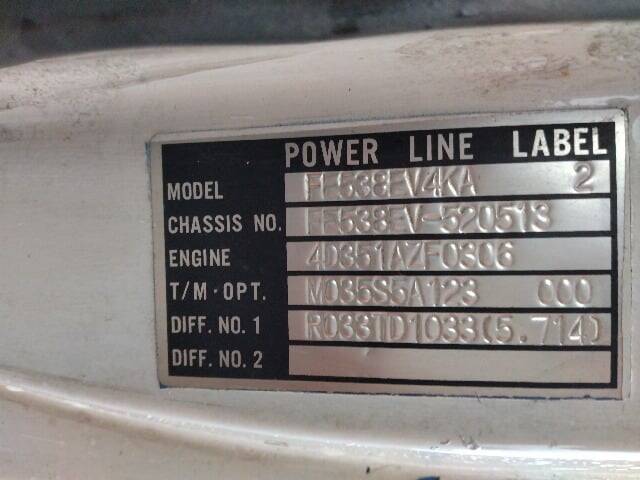 POWER LINE LABEL
MODEL FE538EV4KA 2
CHASSIS NO. FE538EV-520513
ENGINE 4D351AZF0306
T/M·OPT. M035S5A123 000
DIFF. NO. 1 R033TD1033(5.714)
DIFF. NO. 2